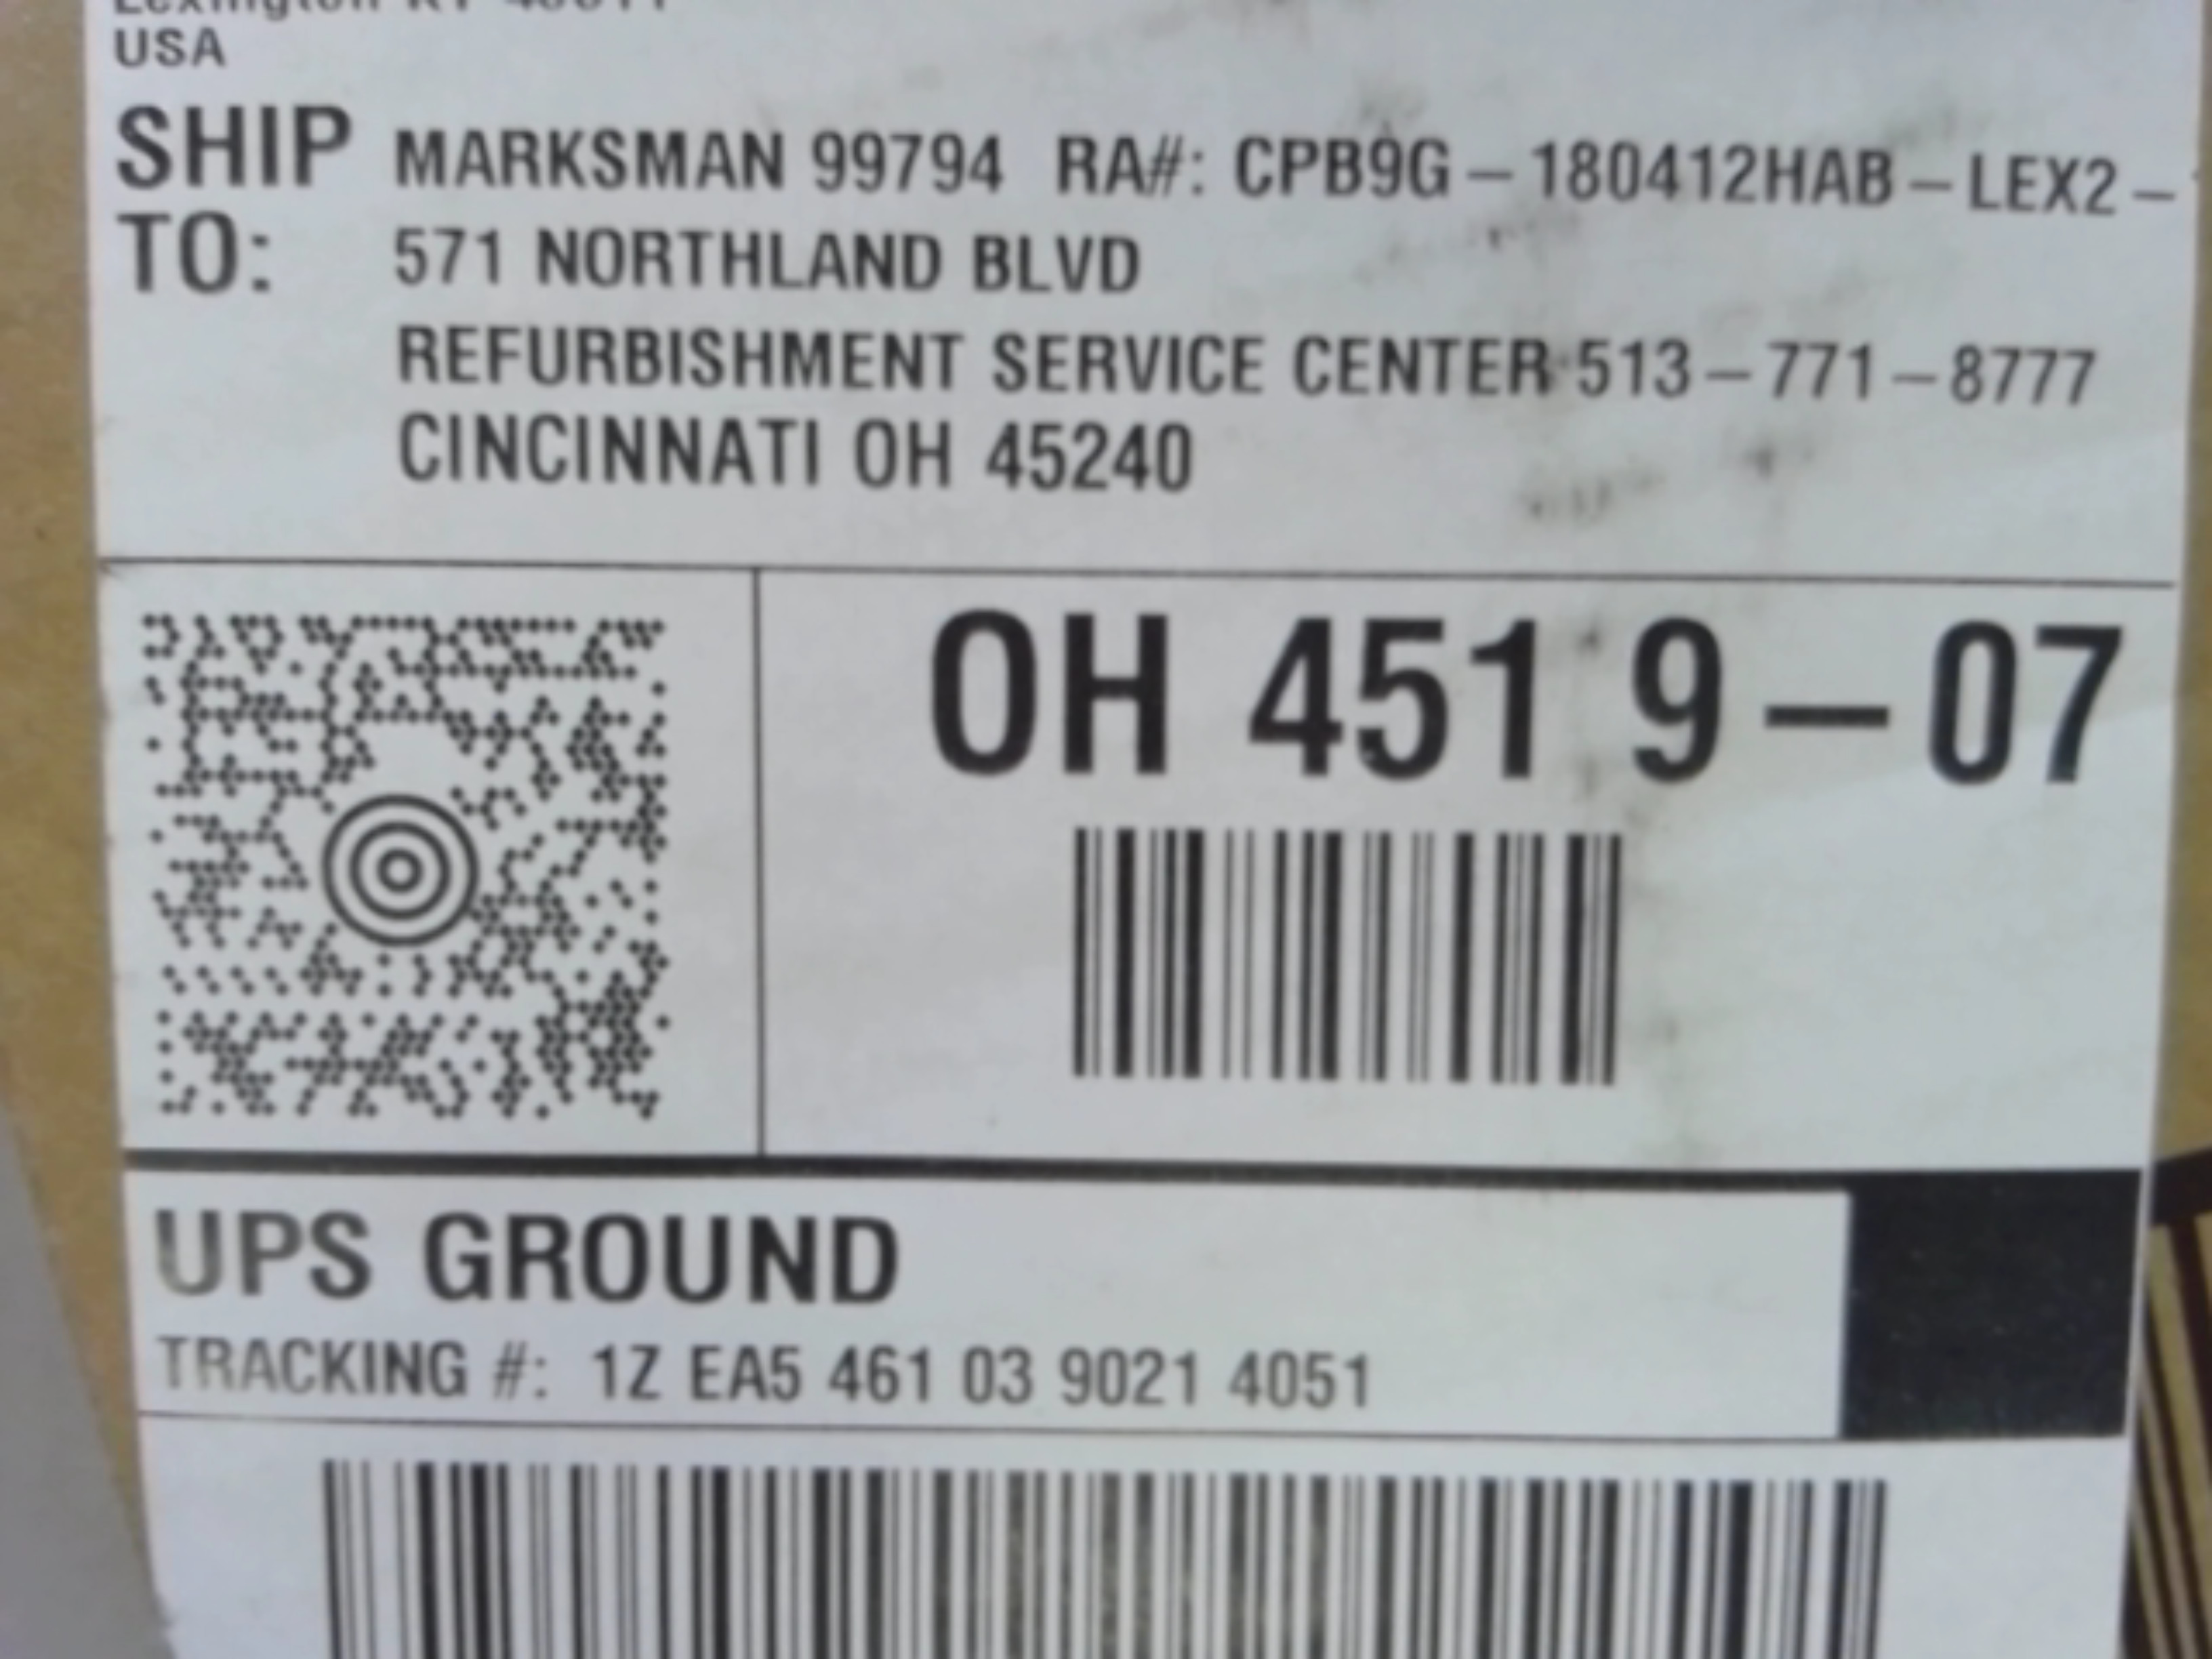 USA
SHIP TO: MARKSMAN 99794 RA#: CPB9G-180412HAB-LEX2-
571 NORTHLAND BLVD
REFURBISHMENT SERVICE CENTER 513-771-8777
CINCINNATI OH 45240
OH 451 9-07
UPS GROUND
TRACKING #: 1Z EA5 461 03 9021 4051